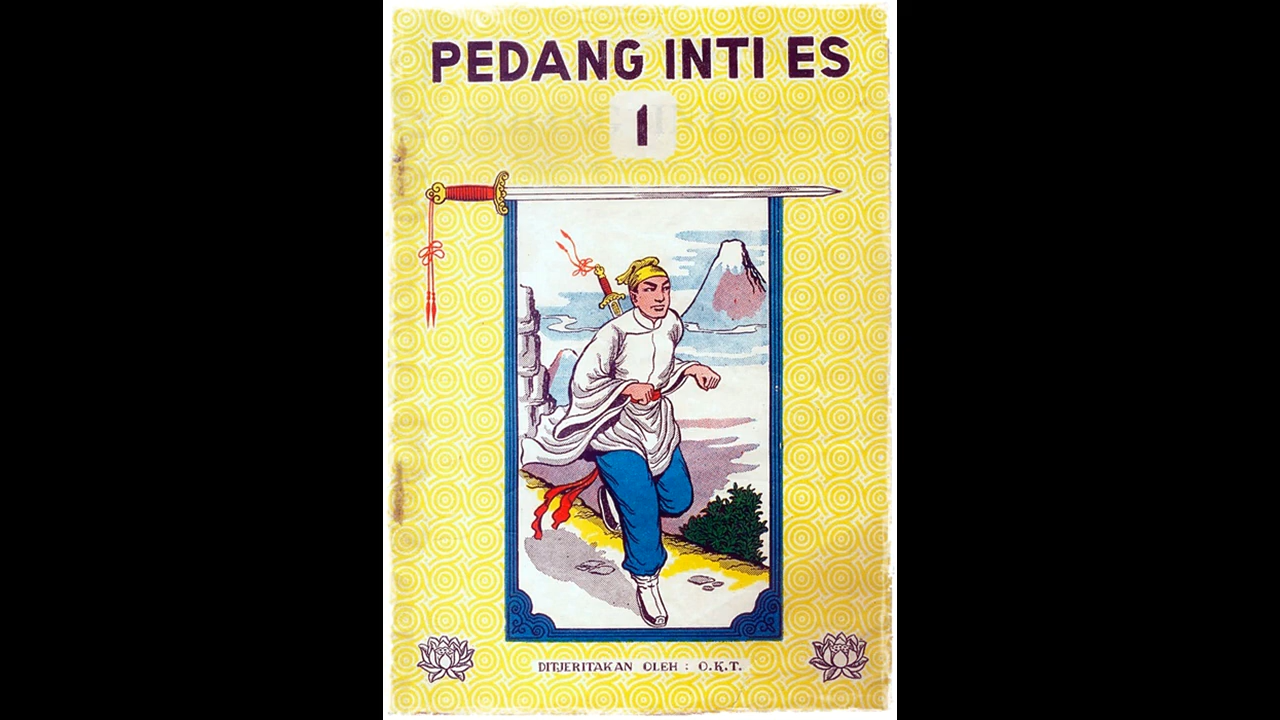 PEDANG INTI ES
1
DITJERITAKAN OLEH : O.K.T.